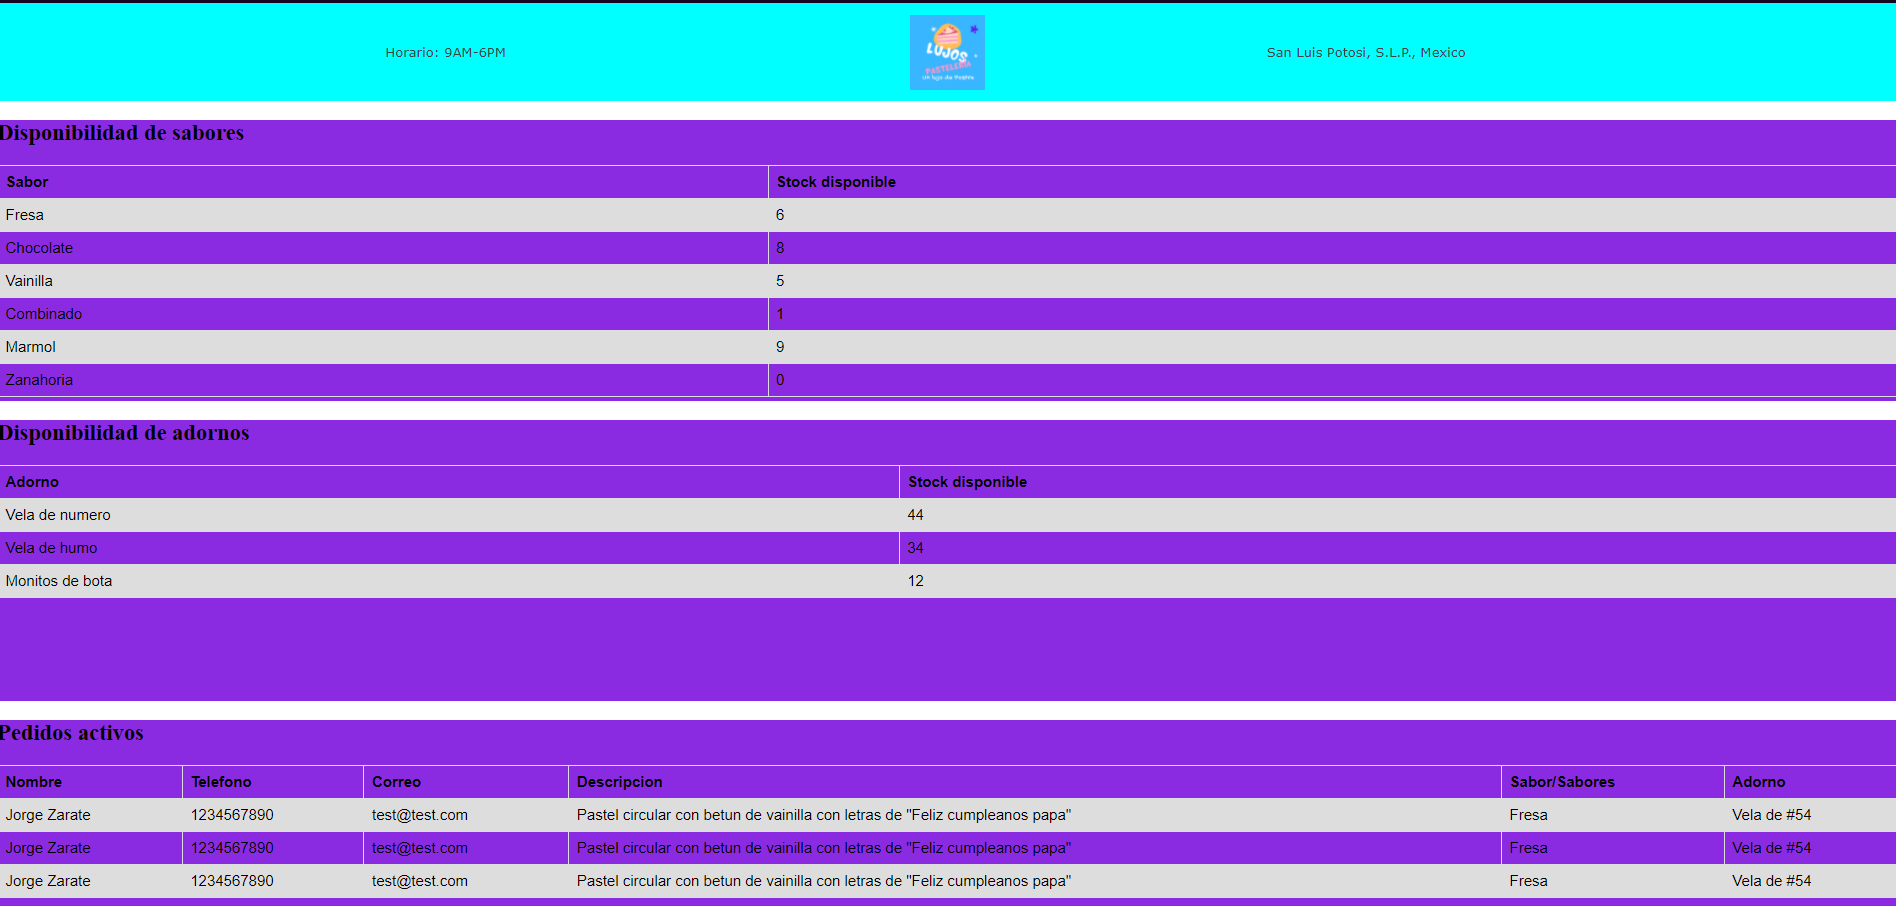 Horario: 9AM-6PM
LUJOS
PASTELERIA
Un lujo de Postre
San Luis Potosi, S.L.P., Mexico
Disponibilidad de sabores
Sabor Stock disponible
Fresa 6
Chocolate 8
Vainilla 5
Combinado 1
Marmol 9
Zanahoria 0
Disponibilidad de adornos
Adorno Stock disponible
Vela de numero 44
Vela de humo 34
Monitos de bota 12
Pedidos activos
Nombre Telefono Correo Descripcion Sabor/Sabores Adorno
Jorge Zarate 1234567890 test@test.com Pastel circular con betun de vainilla con letras de "Feliz cumpleanos papa" Fresa Vela de #54
Jorge Zarate 1234567890 test@test.com Pastel circular con betun de vainilla con letras de "Feliz cumpleanos papa" Fresa Vela de #54
Jorge Zarate 1234567890 test@test.com Pastel circular con betun de vainilla con letras de "Feliz cumpleanos papa" Fresa Vela de #54